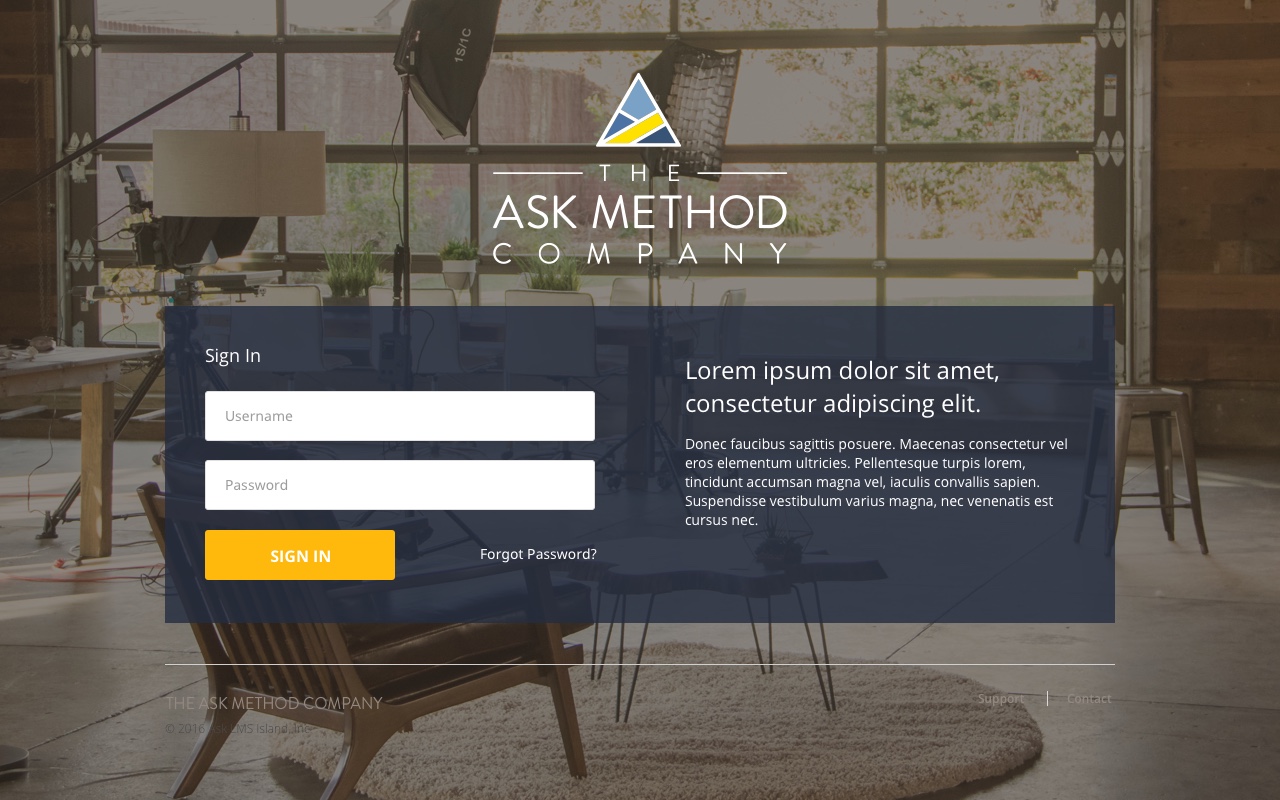 1S/1C
THE
ASK METHOD
COMPANY
Sign In
Username
Password
SIGN IN
Forgot Password?
Lorem ipsum dolor sit amet,
consectetur adipiscing elit.
Donec faucibus sagittis posuere. Maecenas consectetur vel
eros elementum ultricies. Pellentesque turpis lorem,
tincidunt accumsan magna vel, iaculis convallis sapien.
Suspendisse vestibulum varius magna, nec venenatis est
cursus nec.
THE ASK METHOD COMPANY
Support
Contact
© 2016 LMS Island, Inc